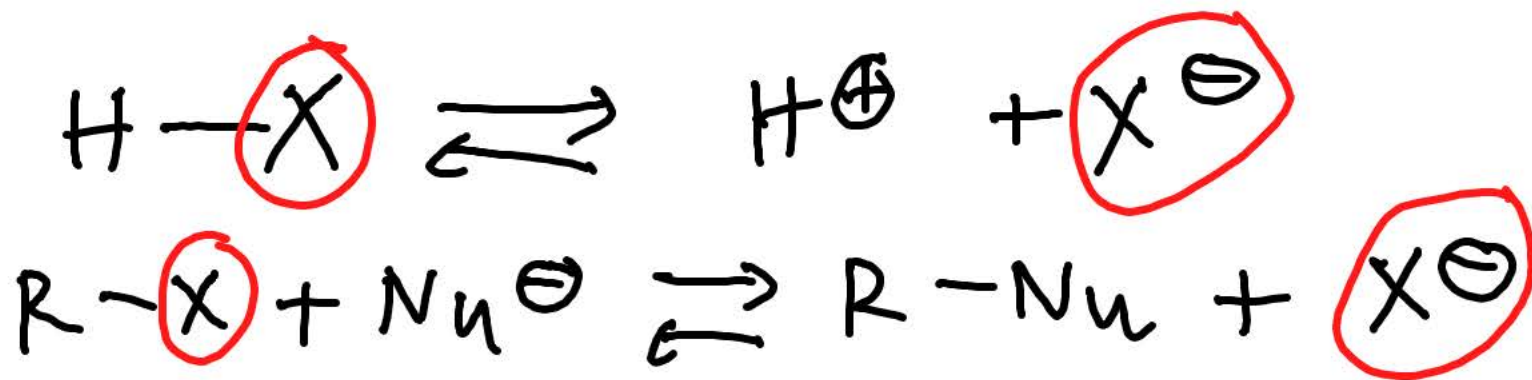 H—X ⇌ H⊕ + X⊖
R–X + Nu⊖ ⇌ R–Nu + X⊖